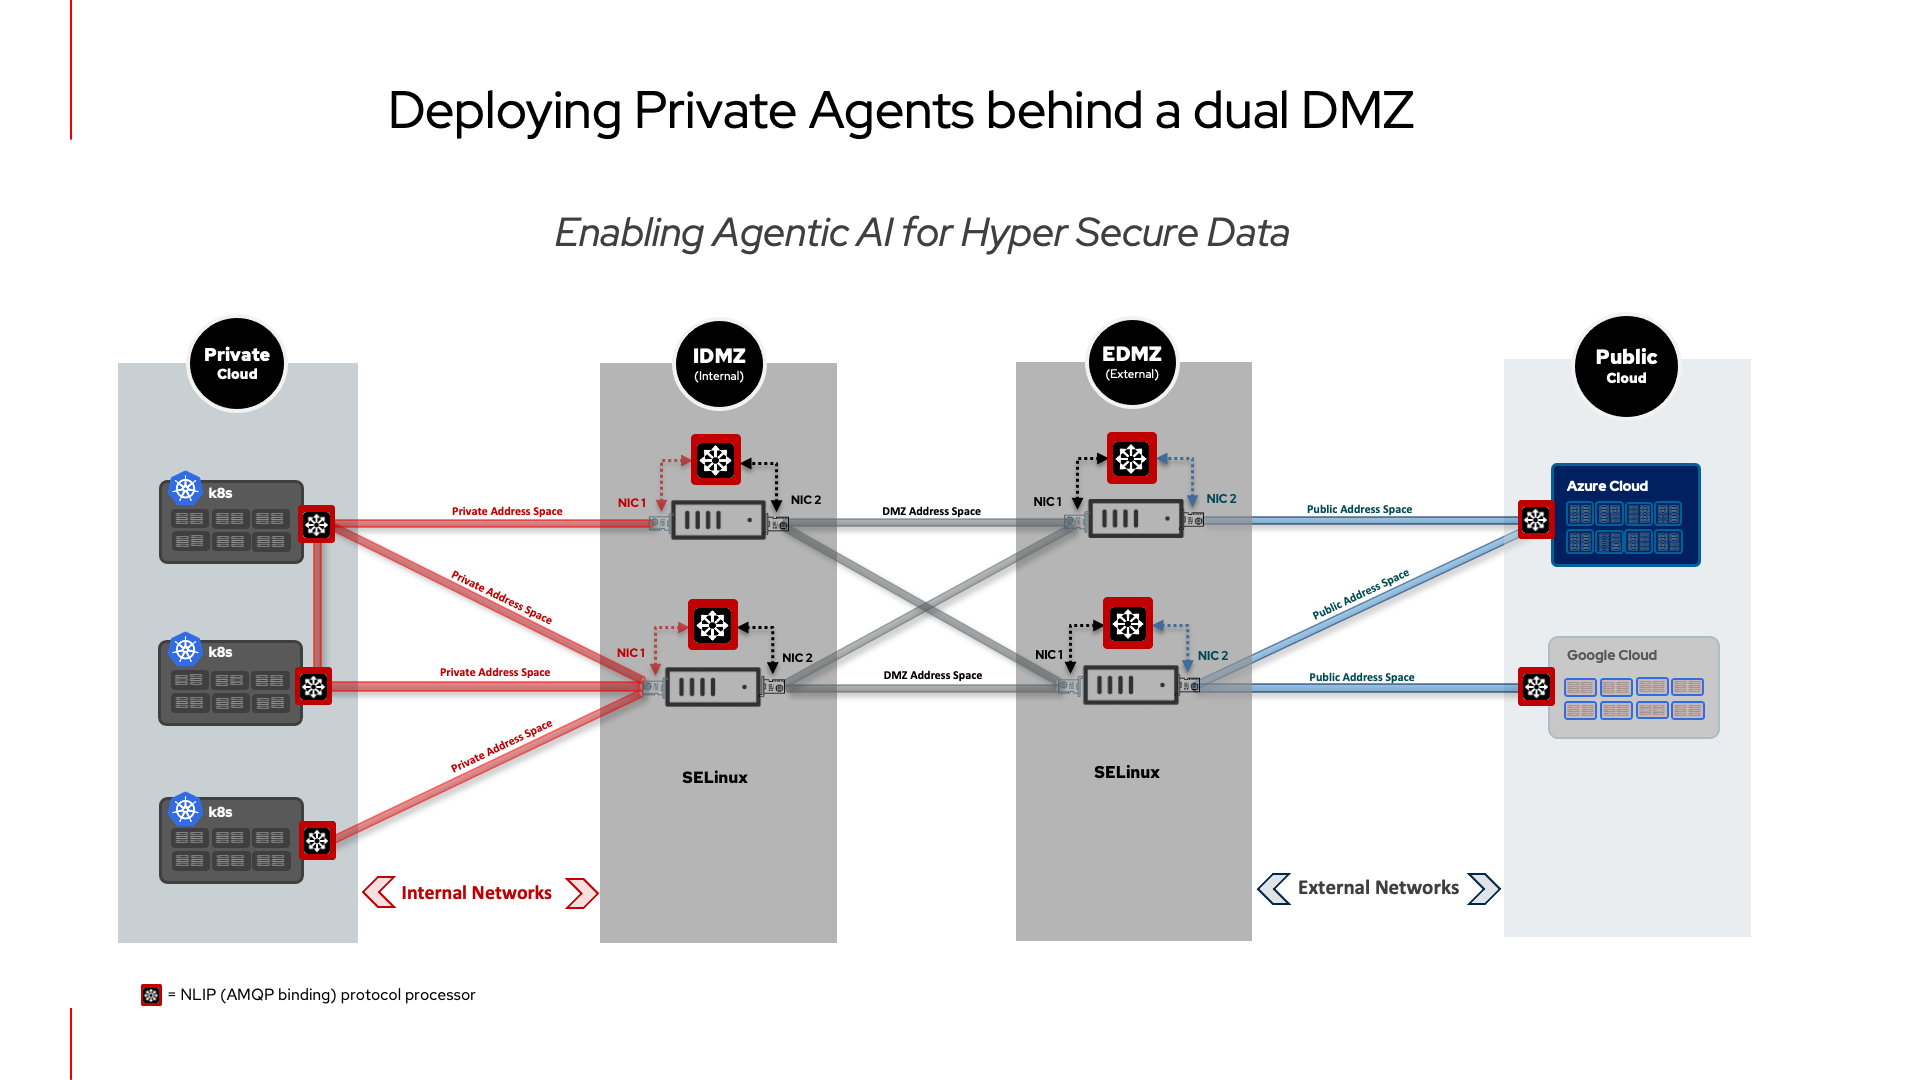 Deploying Private Agents behind a dual DMZ
Enabling Agentic AI for Hyper Secure Data
Private
Cloud
IDMZ
(Internal)
EDMZ
(External)
Public
Cloud
k8s
k8s
k8s
Private Address Space
Private Address Space
Private Address Space
Private Address Space
NIC 1
NIC 2
NIC 1
NIC 2
SELinux
DMZ Address Space
DMZ Address Space
NIC 1
NIC 2
NIC 1
NIC 2
SELinux
Public Address Space
Public Address Space
Public Address Space
Azure Cloud
Google Cloud
Internal Networks
External Networks
= NLIP (AMQP binding) protocol processor